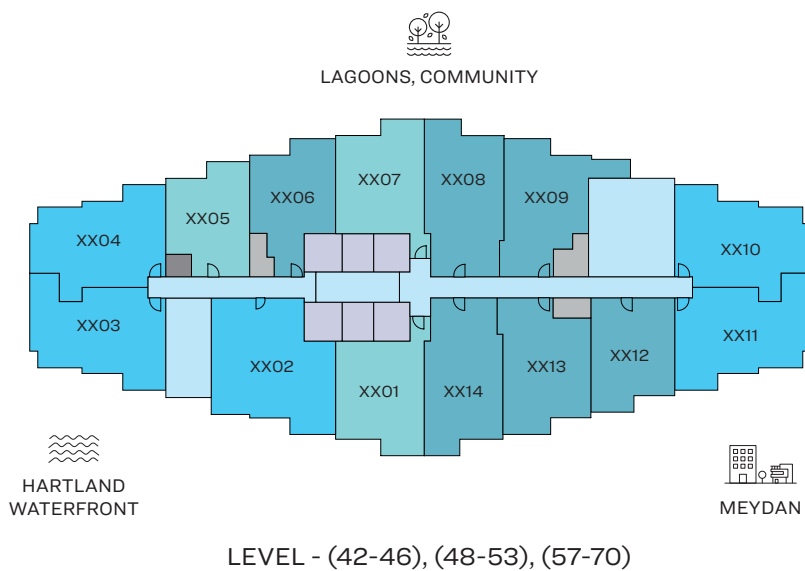 LAGOONS, COMMUNITY
XX07
XX08
XX06
XX09
XX05
XX04
XX10
XX03
XX11
XX02
XX12
XX01
XX14
XX13
HARTLAND
WATERFRONT
MEYDAN
LEVEL - (42-46), (48-53), (57-70)